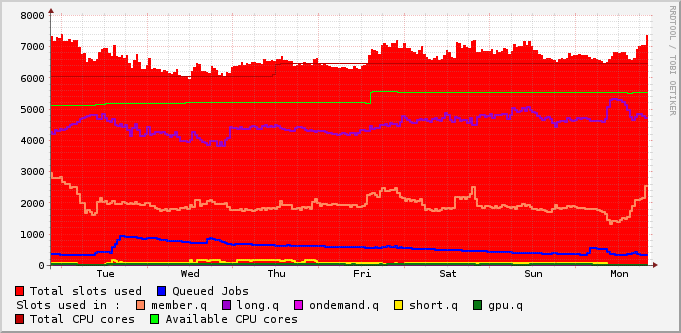 8000
7000
6000
5000
4000
3000
2000
1000
0
Tue Wed Thu Fri Sat Sun Mon
RRDTOOL / TOBI OETIKER
Total slots used Queued Jobs
Slots used in : member.q long.q ondemand.q short.q gpu.q
Total CPU cores Available CPU cores